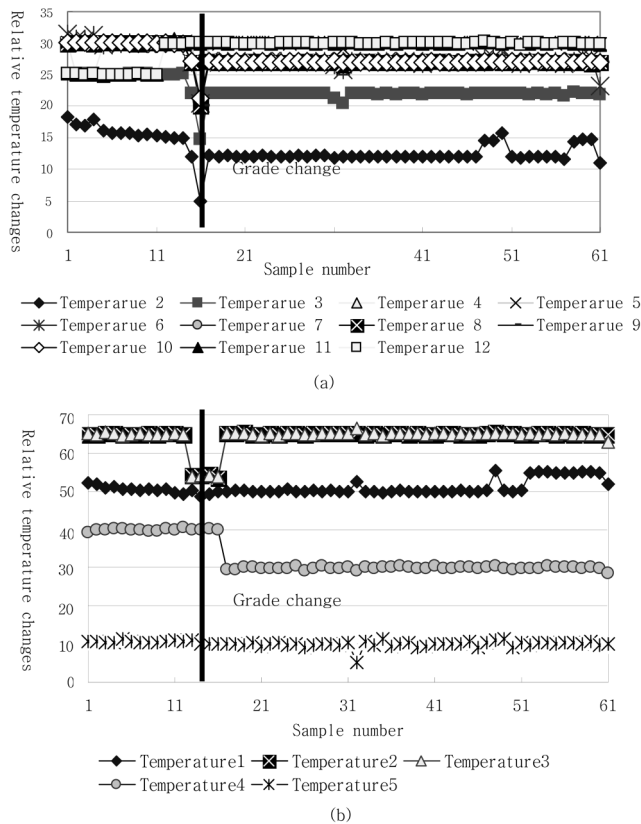 Relative temperature changes
35
30
25
20
15
10
5
0
Grade change
1 11 21 41 51 61
Sample number
Temperarue 2 Temperarue 3 Temperarue 4 Temperarue 5
Temperarue 6 Temperarue 7 Temperarue 8 Temperarue 9
Temperarue 10 Temperarue 11 Temperarue 12
(a)
Relative temperature changes
70
60
50
40
30
20
10
0
Grade change
1 11 21 31 41 51 61
Sample number
Temperature1 Temperature2 Temperature3
Temperature4 Temperature5
(b)